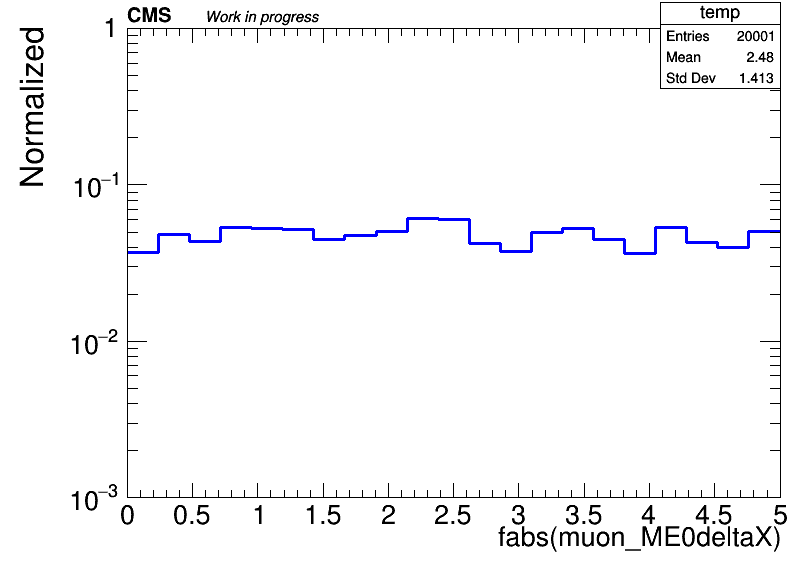 CMS Work in progress
temp
Entries 20001
Mean 2.48
Std Dev 1.413
Normalized
1
10−1
10−2
10−3
0 0.5 1 1.5 2 2.5 3 3.5 4 4.5 5
fabs(muon_ME0deltaX)